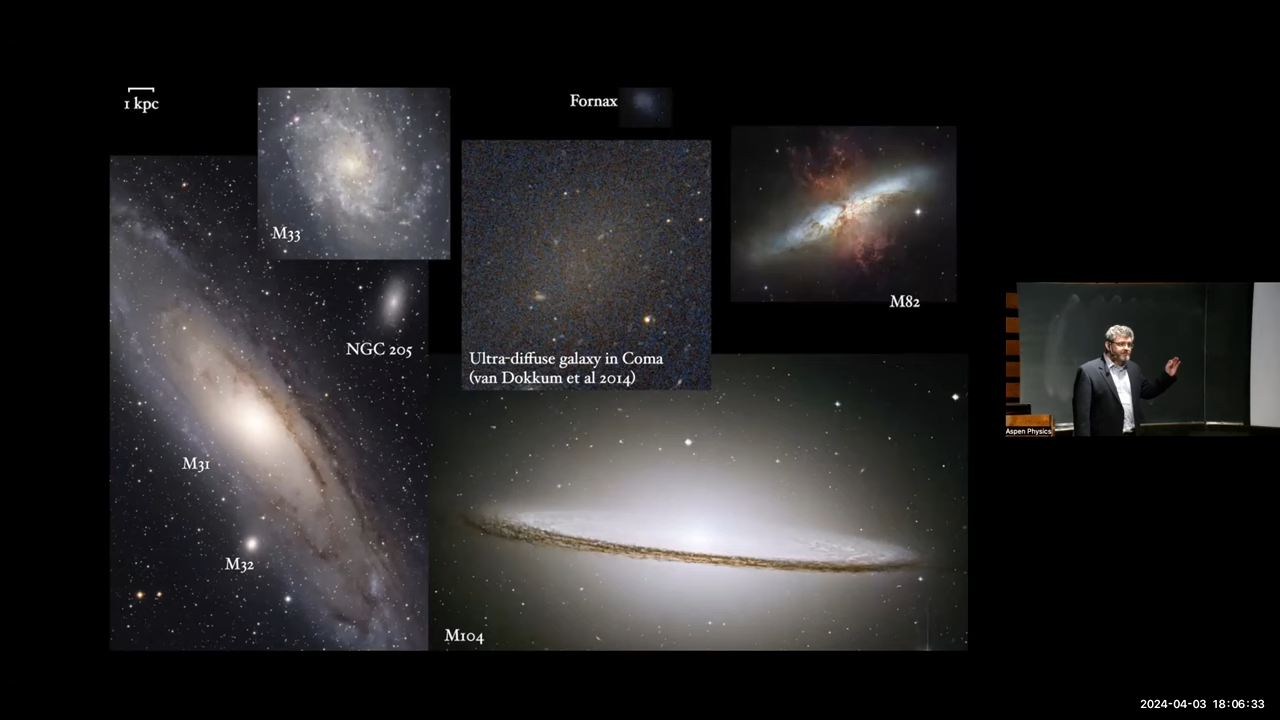 1 kpc
Fornax
M33
M82
NGC 205
Ultra-diffuse galaxy in Coma
(van Dokkum et al 2014)
M31
M32
M104
Aspen Physics
2024-04-03 18:06:33